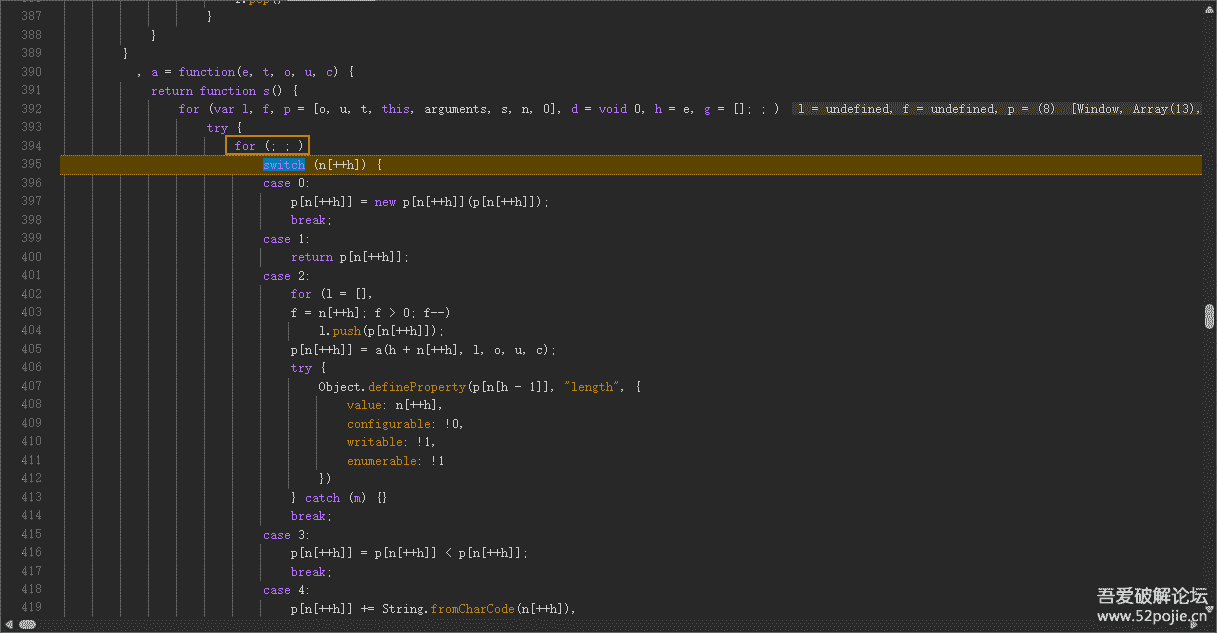 387 }
388 }
389 }
390 , a = function(e, t, o, u, c) {
391 return function s() {
392 for (var l, f, p = [o, u, t, this, arguments, s, n, 0], d = void 0, h = e, g = []; ; ) l = undefined, f = undefined, p = (8) [Window, Array(13),
393 try {
394 for (; ; )
395 switch (n[++h]) {
396 case 0:
397 p[n[++h]] = new p[n[++h]](p[n[++h]]);
398 break;
399 case 1:
400 return p[n[++h]];
401 case 2:
402 for (l = [],
403 f = n[++h]; f > 0; f--)
404 l.push(p[n[++h]]);
405 p[n[++h]] = a(h + n[++h], l, o, u, c);
406 try {
407 Object.defineProperty(p[n[h - 1]], "length", {
408 value: n[++h],
409 configurable: !0,
410 writable: !1,
411 enumerable: !1
412 })
413 } catch (m) {}
414 break;
415 case 3:
416 p[n[++h]] = p[n[++h]] < p[n[++h]];
417 break;
418 case 4:
419 p[n[++h]] += String.fromCharCode(n[++h]),
吾爱破解论坛
www.52pojie.cn